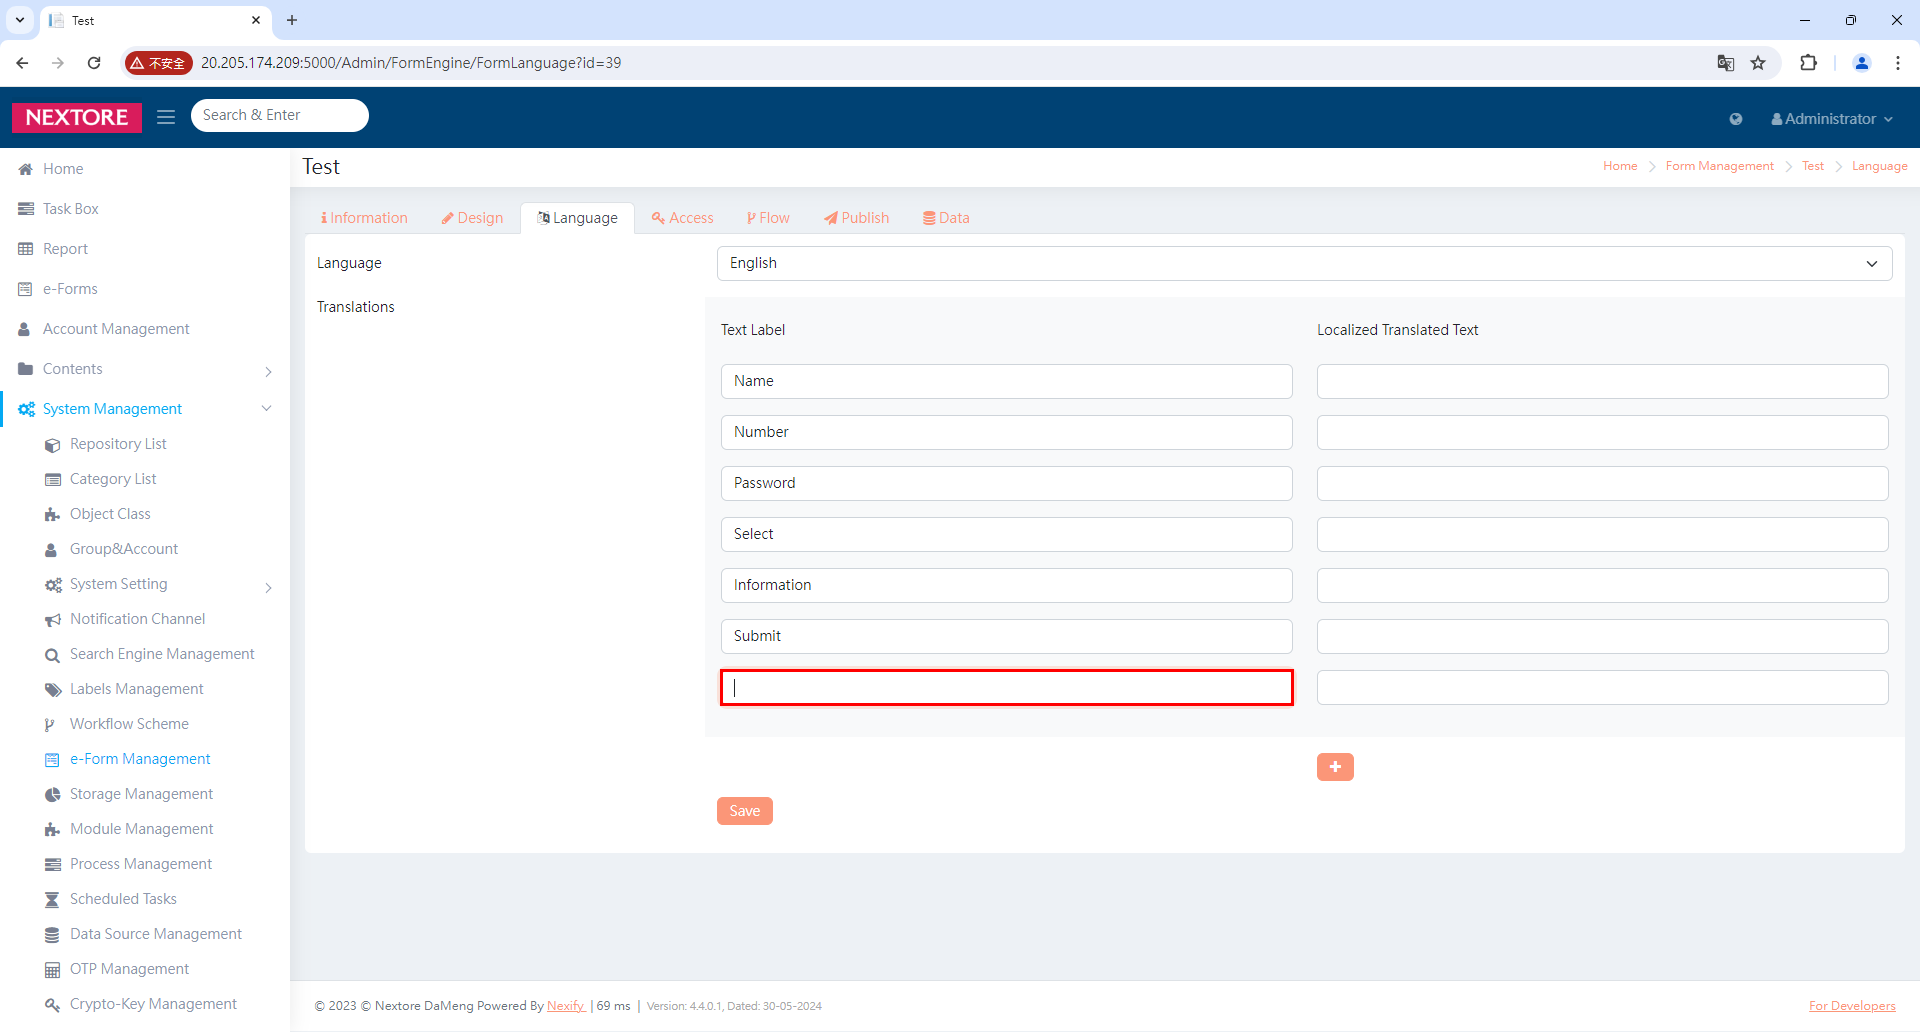 Test
不安全
20.205.174.209:5000/Admin/FormEngine/FormLanguage?id=39
NEXTORE
Search & Enter
Administrator
Home
Task Box
Report
e-Forms
Account Management
Contents
System Management
Repository List
Category List
Object Class
Group&Account
System Setting
Notification Channel
Search Engine Management
Labels Management
Workflow Scheme
e-Form Management
Storage Management
Module Management
Process Management
Scheduled Tasks
Data Source Management
OTP Management
Crypto-Key Management
Test
Home Form Management Test Language
Information Design Language Access Flow Publish Data
Language English
Translations
Text Label Localized Translated Text
Name
Number
Password
Select
Information
Submit
Save
© 2023 © Nextore DaMeng Powered By Nexify | 69 ms | Version: 4.4.0.1, Dated: 30-05-2024
For Developers